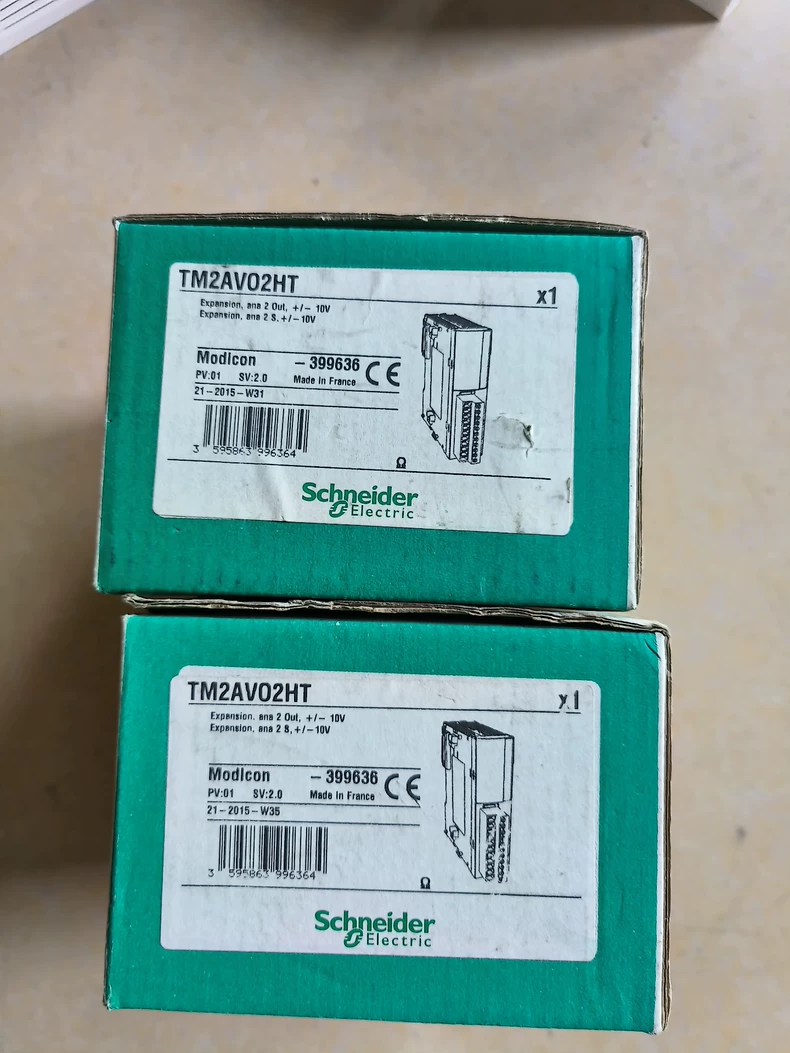 TM2AVO2HT
x1
Expansion, ana 2 Out, +/- 10V
Expansion, ana 2 S, +/- 10V
Modicon -399636 CE
PV:01 SV:2.0 Made in France
21-2015-W31
3 595863 996364
Schneider
Electric
TM2AVO2HT
x1
Expansion, ana 2 Out, +/- 10V
Expansion, ana 2 S, +/- 10V
Modicon -399636 CE
PV:01 SV:2.0 Made in France
21-2015-W35
3 595863 996364
Schneider
Electric